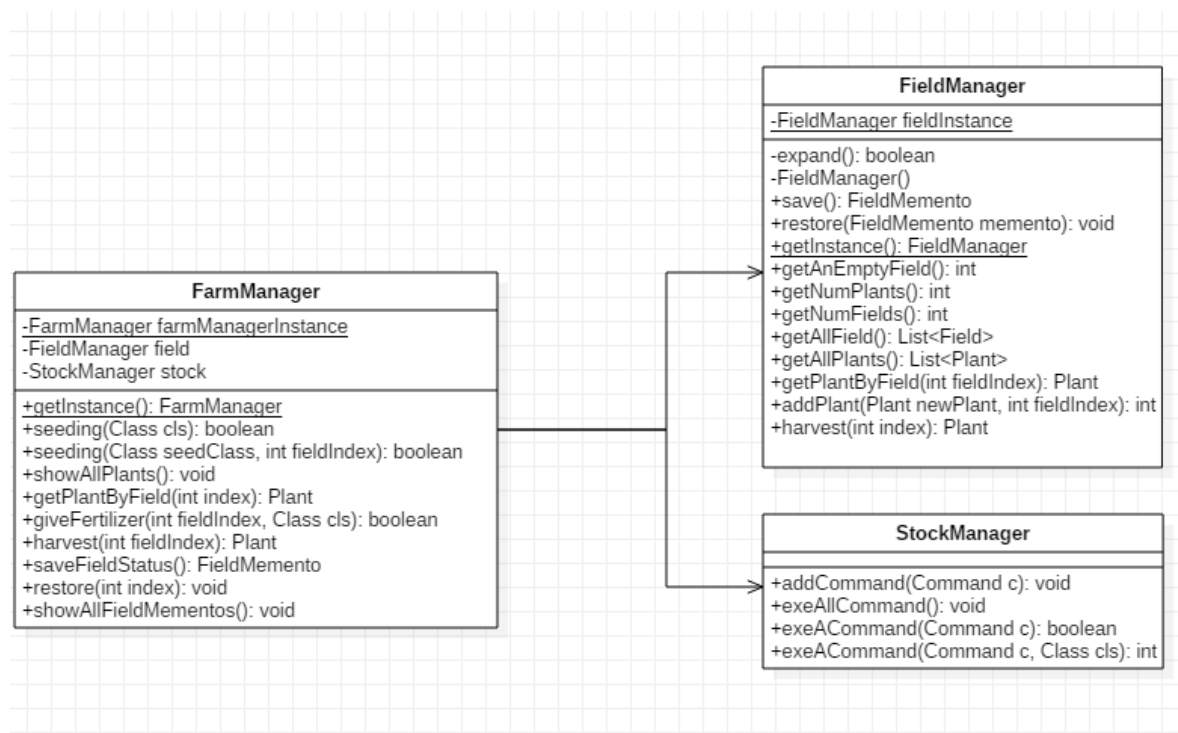 FieldManager
-FieldManager fieldInstance
-expand(): boolean
-FieldManager()
+save(): FieldMemento
+restore(FieldMemento memento): void
+getInstance(): FieldManager
+getAnEmptyField(): int
+getNumPlants(): int
+getNumFields(): int
+getAllField(): List<Field>
+getAllPlants(): List<Plant>
+getPlantByField(int fieldIndex): Plant
+addPlant(Plant newPlant, int fieldIndex): int
+harvest(int index): Plant
FarmManager
-FarmManager farmManagerInstance
-FieldManager field
-StockManager stock
+getInstance(): FarmManager
+seeding(Class cls): boolean
+seeding(Class seedClass, int fieldIndex): boolean
+showAllPlants(): void
+getPlantByField(int index): Plant
+giveFertilizer(int fieldIndex, Class cls): boolean
+harvest(int fieldIndex): Plant
+saveFieldStatus(): FieldMemento
+restore(int index): void
+showAllFieldMementos(): void
StockManager
+addCommand(Command c): void
+exeAllCommand(): void
+exeACommand(Command c): boolean
+exeACommand(Command c, Class cls): int